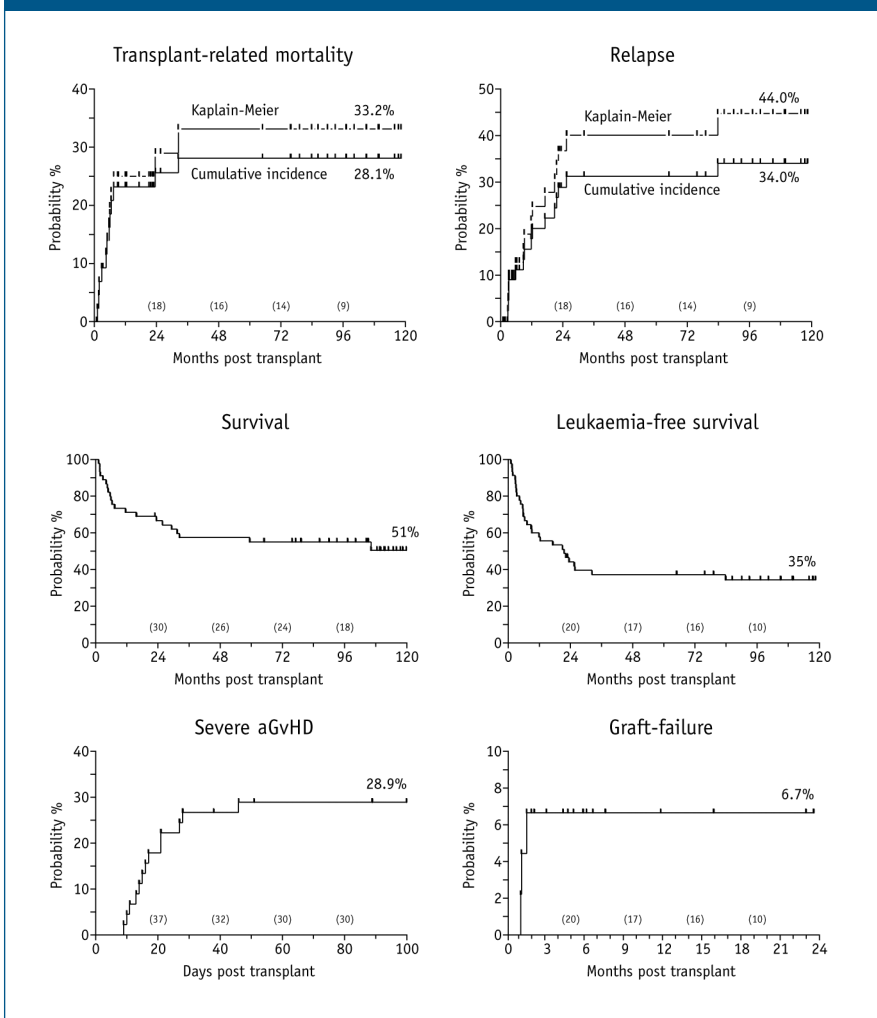 Transplant-related mortality
40
30
20
10
0
Probability %
Kaplain-Meier
33.2%
Cumulative incidence
28.1%
(18) (16) (14) (9)
0 24 48 72 96 120
Months post transplant
Relapse
50
40
30
20
10
0
Probability %
44.0%
Kaplain-Meier
Cumulative incidence
34.0%
(18) (16) (14) (9)
0 24 48 72 96 120
Months post transplant
Survival
100
80
60
40
20
0
Probability %
51%
(30) (26) (24) (18)
0 24 48 72 96 120
Months post transplant
Leukaemia-free survival
100
80
60
40
20
0
Probability %
35%
(20) (17) (16) (10)
0 24 48 72 96 120
Months post transplant
Severe aGvHD
40
30
20
10
0
Probability %
28.9%
(37) (32) (30) (30)
0 20 40 60 80 100
Days post transplant
Graft-failure
10
8
6
4
2
0
Probability %
6.7%
(20) (17) (16) (10)
0 3 6 9 12 15 18 21 24
Months post transplant